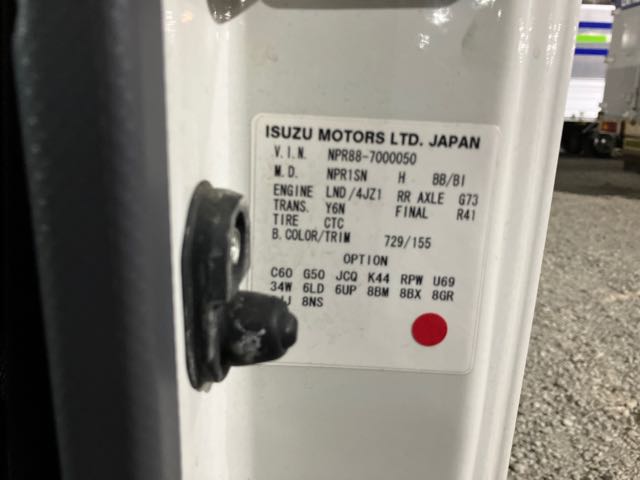 ISUZU MOTORS LTD. JAPAN
V.I.N. NPR88-7000050
M.D. NPR1SN H BB/BI
ENGINE LND/4JZ1 RR AXLE G73
TRANS. Y6N FINAL R41
TIRE CTC
B.COLOR/TRIM 729/155
OPTION
C60 G50 JCQ K44 RPW U69
34W 6LD 6UP 8BM 8BX 8GR
8NS